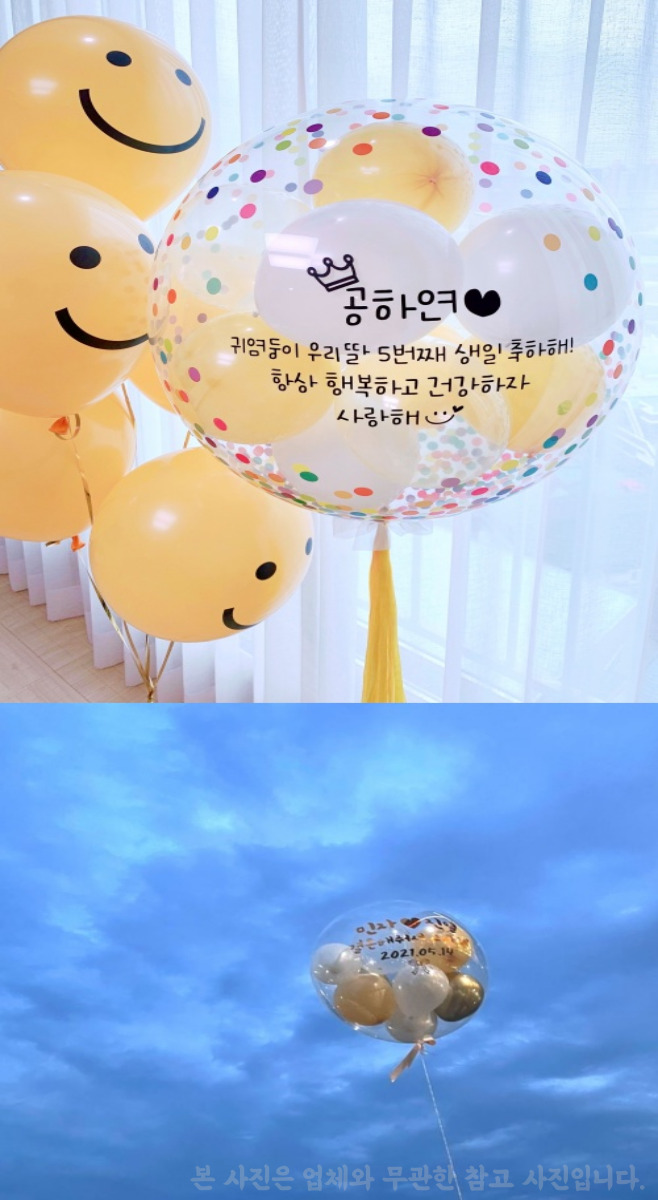 공하연♥
귀염둥이 우리딸 5번째 생일 축하해!
항상 행복하고 건강하자
사랑해
2021.05.14
본 사진은 업체와 무관한 참고 사진입니다.